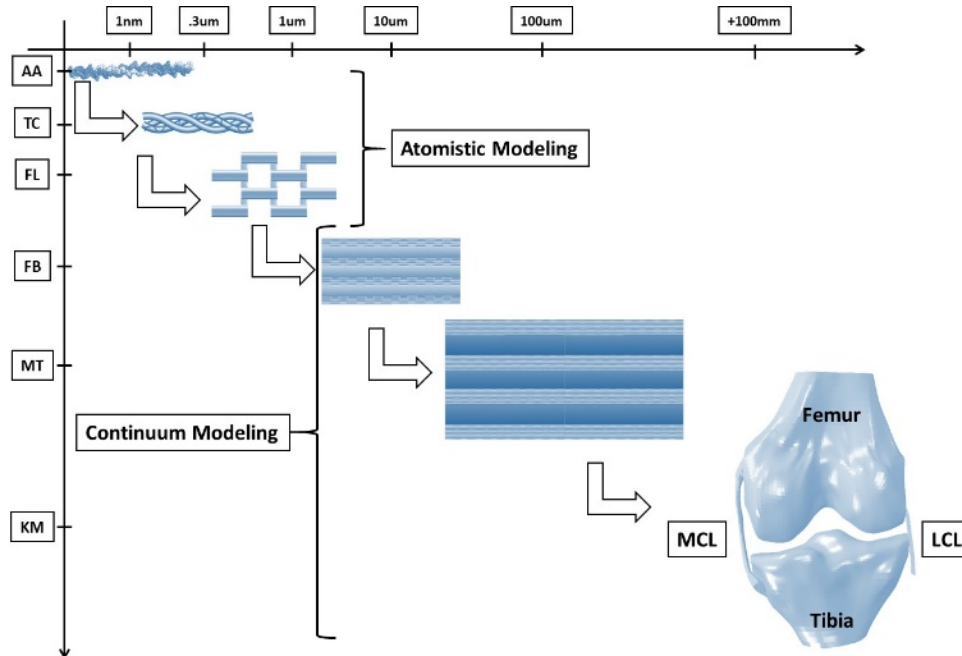 1nm
.3um
1um
10um
100um
+100mm
AA
TC
Atomistic Modeling
FL
FB
MT
Femur
Continuum Modeling
KM
MCL
LCL
Tibia